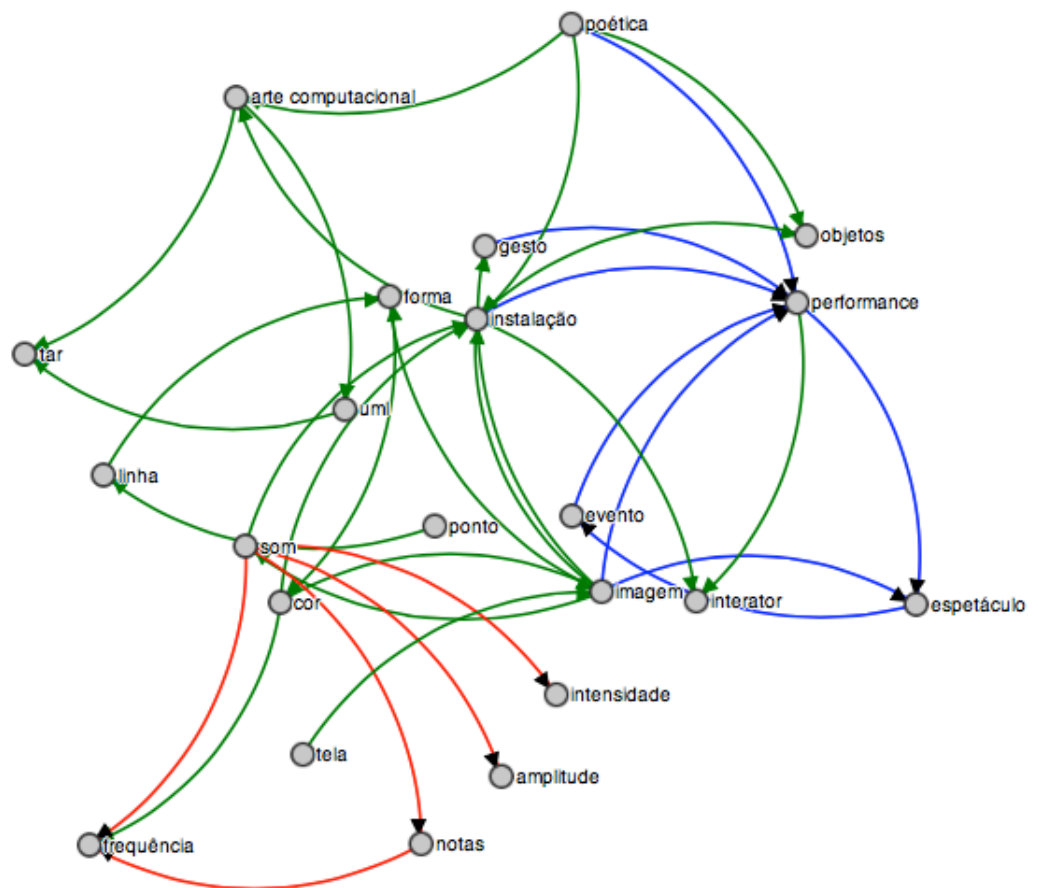 poética
arte computacional
objetos
gesto
forma
performance
instalação
tar
uml
linha
ponto
evento
som
imagem
interator
cor
espetáculo
intensidade
tela
amplitude
frequência
notas